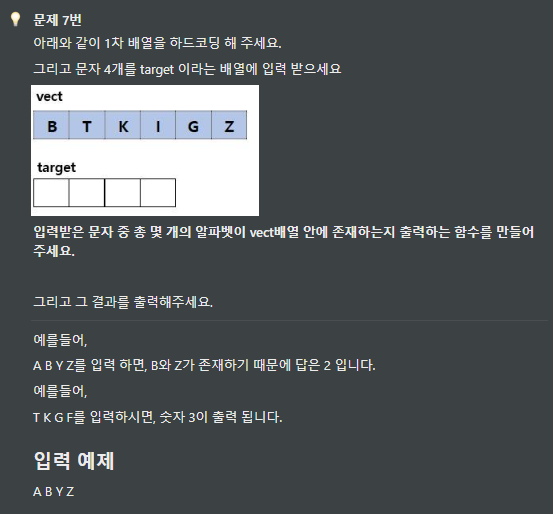 문제 7번
아래와 같이 1차 배열을 하드코딩 해 주세요.
그리고 문자 4개를 target 이라는 배열에 입력 받으세요
vect
B T K I G Z
target
입력받은 문자 중 총 몇 개의 알파벳이 vect배열 안에 존재하는지 출력하는 함수를 만들어
주세요.
그리고 그 결과를 출력해주세요.
예를들어,
A B Y Z를 입력 하면, B와 Z가 존재하기 때문에 답은 2 입니다.
예를들어,
T K G F를 입력하시면, 숫자 3이 출력 됩니다.
입력 예제
A B Y Z